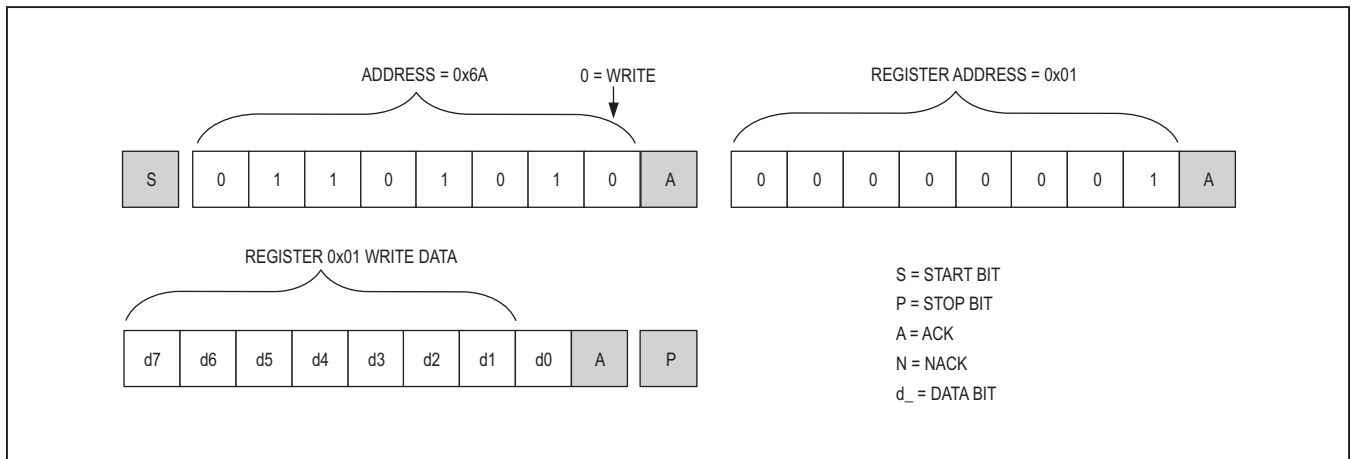 ADDRESS = 0x6A 0 = WRITE REGISTER ADDRESS = 0x01
S 0 1 1 0 1 0 1 0 A 0 0 0 0 0 0 0 1 A
REGISTER 0x01 WRITE DATA
d7 d6 d5 d4 d3 d2 d1 d0 A P
S = START BIT
P = STOP BIT
A = ACK
N = NACK
d_ = DATA BIT